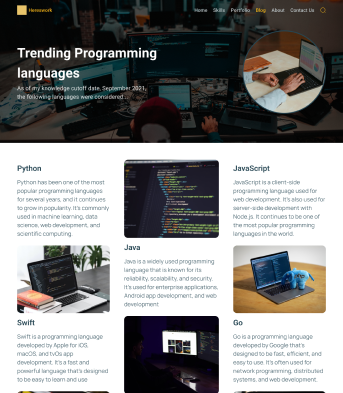 Homework
Home Skills Portfolio Blog About Contact Us
Trending Programming
languages
As of my knowledge cutoff date, September 2021,
the following languages were considered...
Python
Python has been one of the most
popular programming languages
for several years, and it continues
to grow in popularity. It's commonly
used in machine learning, data
science, web development, and
scientific computing
Java
Java is a widely used programming
language that is known for its
reliability, scalability, and security.
It's used for enterprise applications,
Android app development, and web
development
JavaScript
JavaScript is a client-side
programming language used for
web development. It's also used for
server-side development with
Node.js. It continues to be one of
the most popular programming
languages in the world.
Swift
Swift is a programming language
developed by Apple for iOS,
macOS, and tvOs app
development. It's a fast and
powerful language that's designed
to be easy to learn and use
Go
Go is a programming language
developed by Google that's
designed to be fast, efficient, and
easy to use. It's often used for
network programming, distributed
systems, and web development.